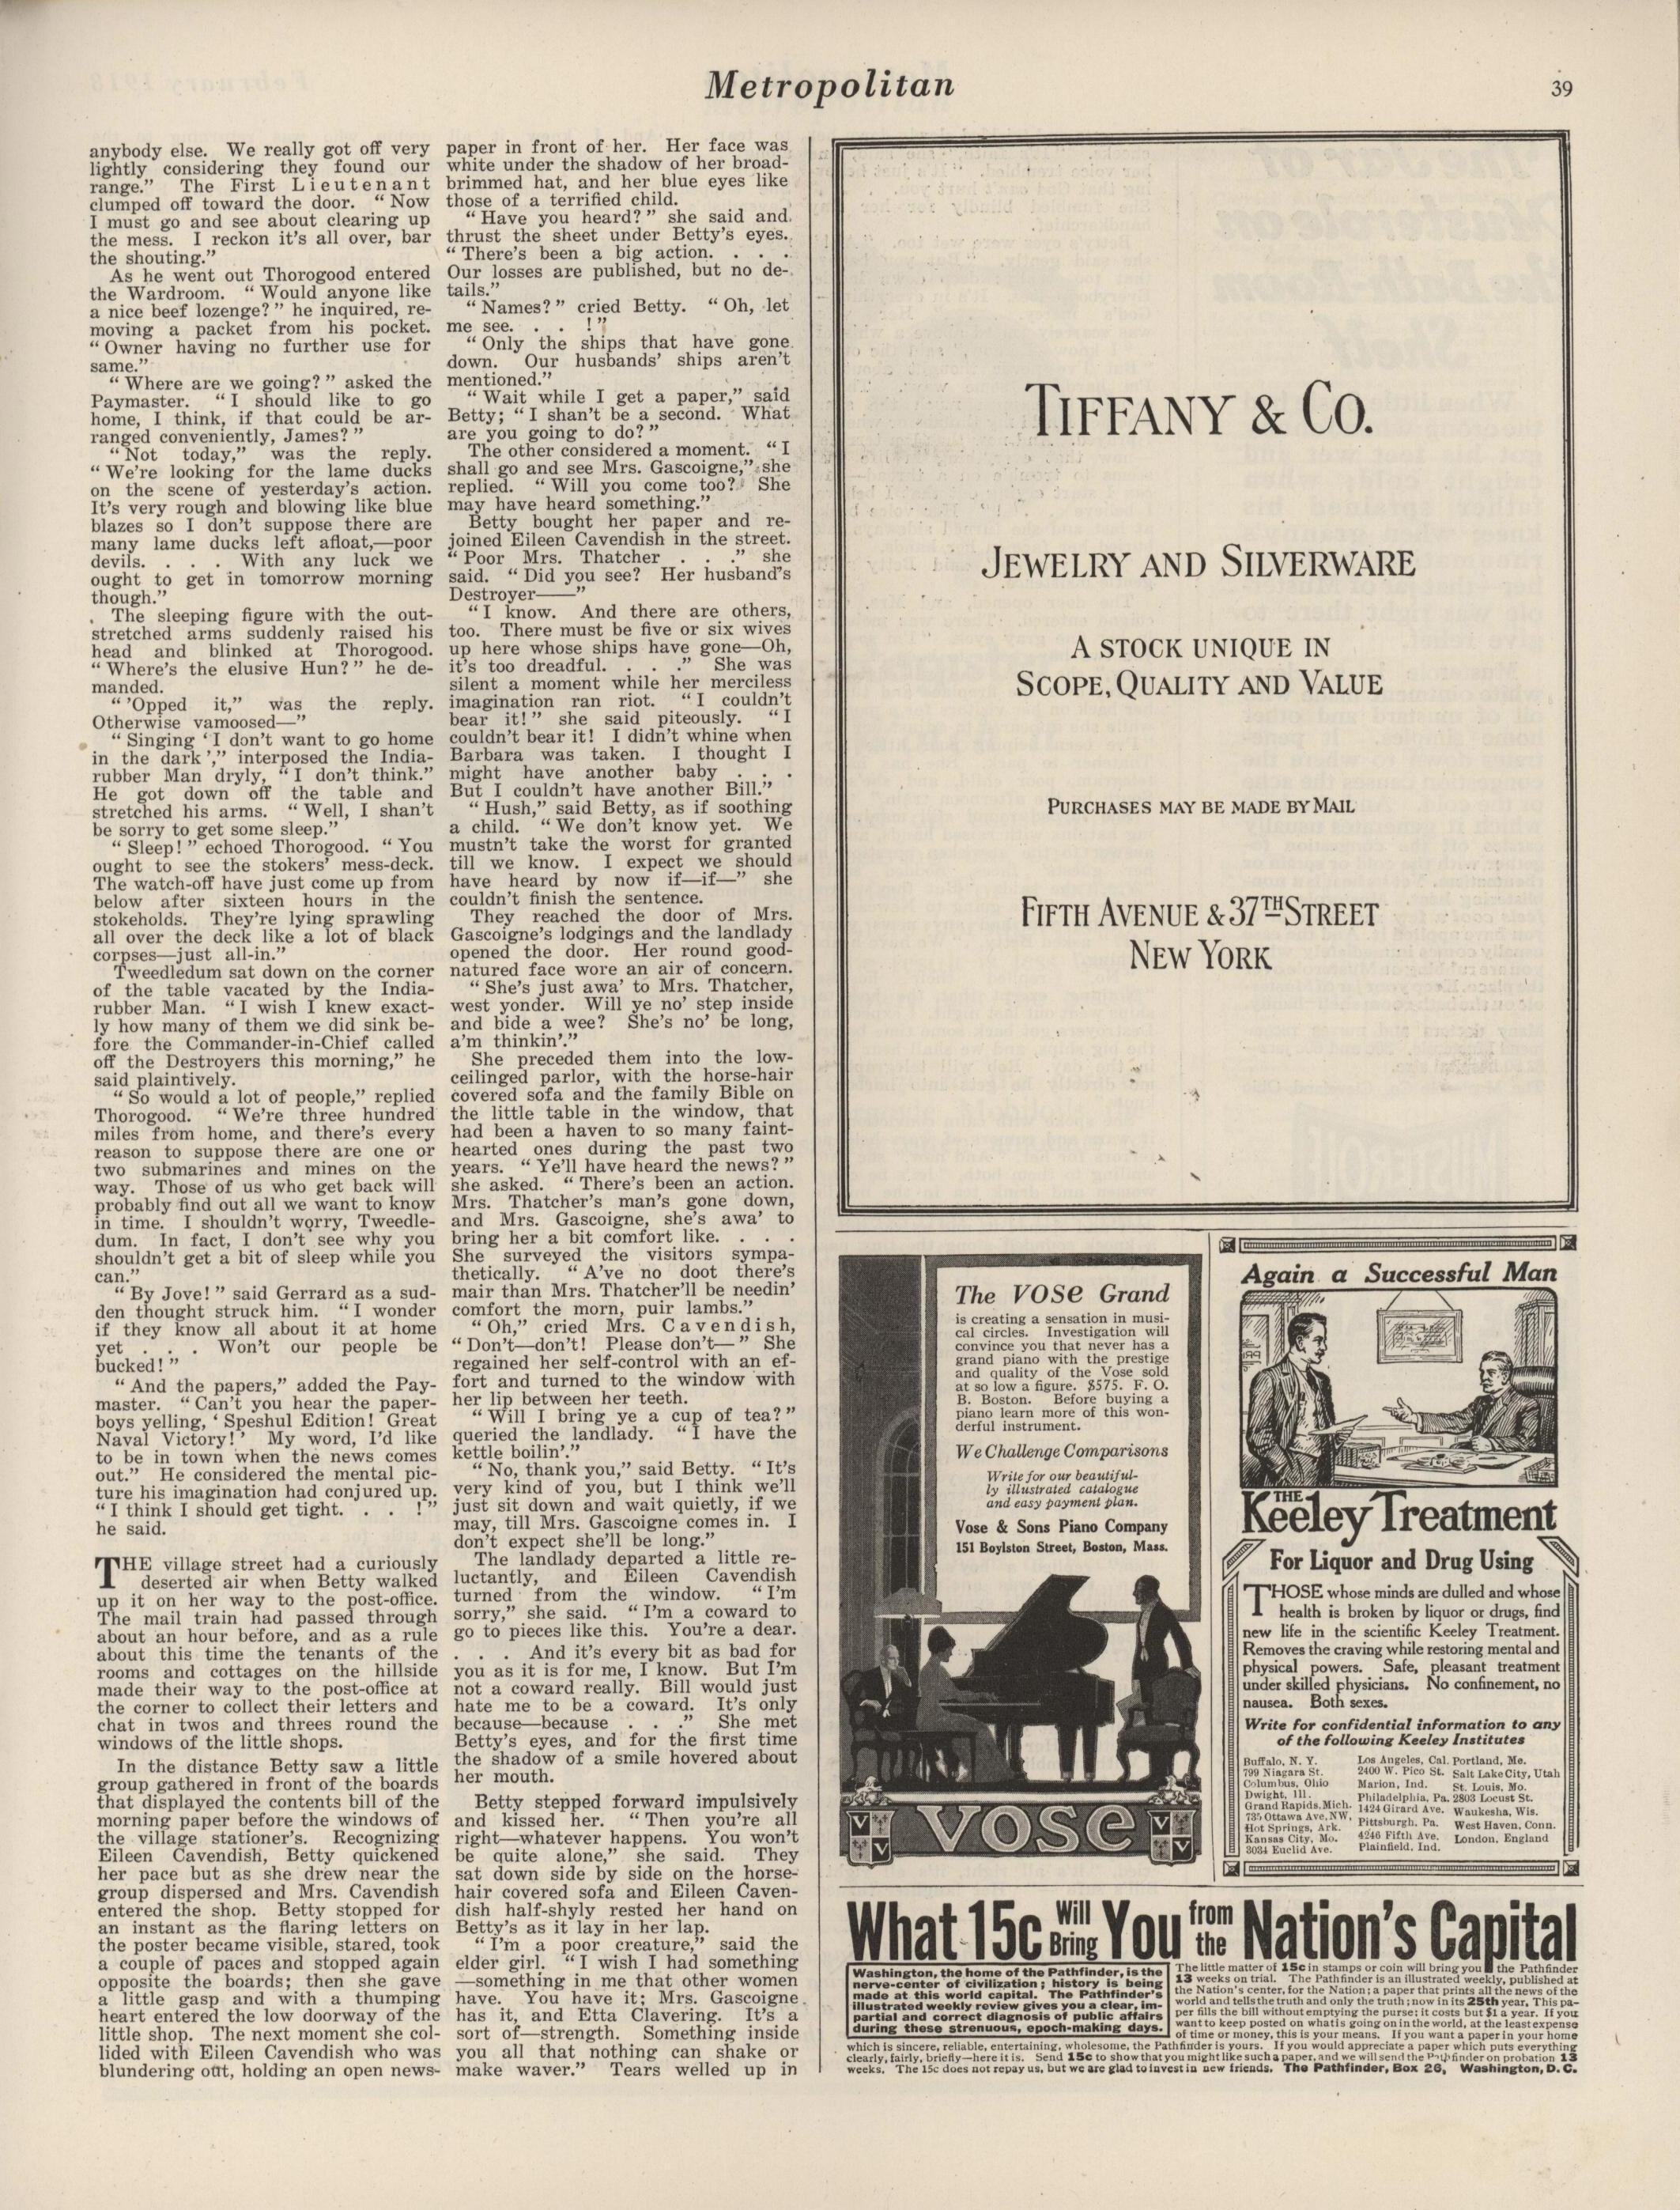 Metropolitan
39
anybody else. We really got off very
lightly considering they found our
range.” The First Lieutenant
clumped off toward the door. “Now
I must go and see about clearing up
the mess. I reckon it's all over, bar
the shouting.”
As he went out Thorogood entered
the Wardroom. “Would anyone like
a nice beef lozenge?” he inquired, re-
moving a packet from his pocket.
“Owner having no further use for
same.”
“Where are we going?” asked the
Paymaster. “I should like to go
home, I think, if that could be ar-
ranged conveniently, James?”
“Not today,” was the reply.
“We're looking for the lame ducks
on the scene of yesterday's action.
It's very rough and blowing like blue
blazes so I don't suppose there are
many lame ducks left afloat,—poor
devils. . . . With any luck we
ought to get in tomorrow morning
though.”
The sleeping figure with the out-
stretched arms suddenly raised his
head and blinked at Thorogood.
“Where's the elusive Hun?” he de-
manded.
“'Opped it,” was the reply.
Otherwise vamoosed—”
“Singing ‘I don't want to go home
in the dark’,” interposed the India-
rubber Man dryly, “I don't think.”
He got down off the table and
stretched his arms. “Well, I shan't
be sorry to get some sleep.”
“Sleep!” echoed Thorogood. “You
ought to see the stokers' mess-deck.
The watch-off have just come up from
below after sixteen hours in the
stokeholds. They're lying sprawling
all over the deck like a lot of black
corpses—just all-in.”
Tweedledum sat down on the corner
of the table vacated by the India-
rubber Man. “I wish I knew exact-
ly how many of them we did sink be-
fore the Commander-in-Chief called
off the Destroyers this morning,” he
said plaintively.
“So would a lot of people,” replied
Thorogood. “We're three hundred
miles from home, and there's every
reason to suppose there are one or
two submarines and mines on the
way. Those of us who get back will
probably find out all we want to know
in time. I shouldn't worry, Tweedle-
dum. In fact, I don't see why you
shouldn't get a bit of sleep while you
can.”
“By Jove!” said Gerrard as a sud-
den thought struck him. “I wonder
if they know all about it at home
yet . . . Won't our people be
bucked!”
“And the papers,” added the Pay-
master. “Can't you hear the paper-
boys yelling, ‘Speshul Edition! Great
Naval Victory!’ My word, I'd like
to be in town when the news comes
out.” He considered the mental pic-
ture his imagination had conjured up.
“I think I should get tight. . . !”
he said.
THE village street had a curiously
deserted air when Betty walked
up it on her way to the post-office.
The mail train had passed through
about an hour before, and as a rule
about this time the tenants of the
rooms and cottages on the hillside
made their way to the post-office at
the corner to collect their letters and
chat in twos and threes round the
windows of the little shops.
In the distance Betty saw a little
group gathered in front of the boards
that displayed the contents bill of the
morning paper before the windows of
the village stationer's. Recognizing
Eileen Cavendish, Betty quickened
her pace but as she drew near the
group dispersed and Mrs. Cavendish
entered the shop. Betty stopped for
an instant as the flaring letters on
the poster became visible, stared, took
a couple of paces and stopped again
opposite the boards; then she gave
a little gasp and with a thumping
heart entered the low doorway of the
little shop. The next moment she col-
lided with Eileen Cavendish who was
blundering out, holding an open news-
paper in front of her. Her face was
white under the shadow of her broad-
brimmed hat, and her blue eyes like
those of a terrified child.
“Have you heard?” she said and
thrust the sheet under Betty's eyes.
“There's been a big action. . . .
Our losses are published, but no de-
tails.”
“Names?” cried Betty. “Oh, let
me see. . . !”
“Only the ships that have gone
down. Our husbands' ships aren't
mentioned.”
“Wait while I get a paper,” said
Betty; “I shan't be a second. What
are you going to do?”
The other considered a moment. “I
shall go and see Mrs. Gascoigne,” she
replied. “Will you come too? She
may have heard something.”
Betty bought her paper and re-
joined Eileen Cavendish in the street.
“Poor Mrs. Thatcher . . .” she
said. “Did you see? Her husband's
Destroyer——”
“I know. And there are others,
too. There must be five or six wives
up here whose ships have gone—Oh,
it's too dreadful. . . .” She was
silent a moment while her merciless
imagination ran riot. “I couldn't
bear it!” she said piteously. “I
couldn't bear it! I didn't whine when
Barbara was taken. I thought I
might have another baby . . .
But I couldn't have another Bill.”
“Hush,” said Betty, as if soothing
a child. “We don't know yet. We
mustn't take the worst for granted
till we know. I expect we should
have heard by now if—if—” she
couldn't finish the sentence.
They reached the door of Mrs.
Gascoigne's lodgings and the landlady
opened the door. Her round good-
natured face wore an air of concern.
“She's just awa' to Mrs. Thatcher,
west yonder. Will ye no' step inside
and bide a wee? She's no' be long,
a'm thinkin'.”
She preceded them into the low-
ceilinged parlor, with the horse-hair
covered sofa and the family Bible on
the little table in the window, that
had been a haven to so many faint-
hearted ones during the past two
years. “Ye'll have heard the news?”
she asked. “There's been an action.
Mrs. Thatcher's man's gone down,
and Mrs. Gascoigne, she's awa' to
bring her a bit comfort like. . . .
She surveyed the visitors sympa-
thetically. “A've no doot there's
mair than Mrs. Thatcher'll be needin'
comfort the morn, puir lambs.”
“Oh,” cried Mrs. Cavendish,
“Don't—don't! Please don't—” She
regained her self-control with an ef-
fort and turned to the window with
her lip between her teeth.
“Will I bring ye a cup of tea?”
queried the landlady. “I have the
kettle boilin'.”
“No, thank you,” said Betty. “It's
very kind of you, but I think we'll
just sit down and wait quietly, if we
may, till Mrs. Gascoigne comes in. I
don't expect she'll be long.”
The landlady departed a little re-
luctantly, and Eileen Cavendish
turned from the window. “I'm
sorry,” she said. “I'm a coward to
go to pieces like this. You're a dear.
. . . And it's every bit as bad for
you as it is for me, I know. But I'm
not a coward really. Bill would just
hate me to be a coward. It's only
because—because . . .” She met
Betty's eyes, and for the first time
the shadow of a smile hovered about
her mouth.
Betty stepped forward impulsively
and kissed her. “Then you're all
right—whatever happens. You won't
be quite alone,” she said. They
sat down side by side on the horse-
hair covered sofa and Eileen Caven-
dish half-shyly rested her hand on
Betty's as it lay in her lap.
“I'm a poor creature,” said the
elder girl. “I wish I had something
—something in me that other women
have. You have it; Mrs. Gascoigne
has it, and Etta Clavering. It's a
sort of—strength. Something inside
you all that nothing can shake or
make waver.” Tears welled up in
TIFFANY & CO.
JEWELRY AND SILVERWARE
A STOCK UNIQUE IN
SCOPE, QUALITY AND VALUE
PURCHASES MAY BE MADE BY MAIL
FIFTH AVENUE & 37TH STREET
NEW YORK
The VOSE Grand
is creating a sensation in musi-
cal circles. Investigation will
convince you that never has a
grand piano with the prestige
and quality of the Vose sold
at so low a figure. $575. F. O.
B. Boston. Before buying a
piano learn more of this won-
derful instrument.
We Challenge Comparisons
Write for our beautiful-
ly illustrated catalogue
and easy payment plan.
Vose & Sons Piano Company
151 Boylston Street, Boston, Mass.
V V
VOSE
V V
Again a Successful Man
THE
Keeley Treatment
For Liquor and Drug Using
THOSE whose minds are dulled and whose
health is broken by liquor or drugs, find
new life in the scientific Keeley Treatment.
Removes the craving while restoring mental and
physical powers. Safe, pleasant treatment
under skilled physicians. No confinement, no
nausea. Both sexes.
Write for confidential information to any
of the following Keeley Institutes
Buffalo, N. Y.
799 Niagara St.
Columbus, Ohio
Dwight, Ill.
Grand Rapids, Mich.
735 Ottawa Ave, NW.
Hot Springs, Ark.
Kansas City, Mo.
3034 Euclid Ave.
Los Angeles, Cal.
2400 W. Pico St.
Marion, Ind.
Philadelphia, Pa.
1424 Girard Ave.
Pittsburgh, Pa.
4246 Fifth Ave.
Plainfield, Ind.
Portland, Me.
Salt Lake City, Utah
St. Louis, Mo.
2803 Locust St.
Waukesha, Wis.
West Haven, Conn.
London, England
What 15c Will Bring You from the Nation's Capital
Washington, the home of the Pathfinder, is the
nerve-center of civilization; history is being
made at this world capital. The Pathfinder's
illustrated weekly review gives you a clear, im-
partial and correct diagnosis of public affairs
during these strenuous, epoch-making days.
The little matter of 15c in stamps or coin will bring you the Pathfinder
13 weeks on trial. The Pathfinder is an illustrated weekly, published at
the Nation's center, for the Nation; a paper that prints all the news of the
world and tells the truth and only the truth; now in its 25th year. This pa-
per fills the bill without emptying the purse; it costs but $1 a year. If you
want to keep posted on what is going on in the world, at the least expense
of time or money, this is your means. If you want a paper in your home
which is sincere, reliable, entertaining, wholesome, the Pathfinder is yours. If you would appreciate a paper which puts everything
clearly, fairly, briefly—here it is. Send 15c to show that you might like such a paper, and we will send the Pathfinder on probation 13
weeks. The 15c does not repay us, but we are glad to invest in new friends. The Pathfinder, Box 26, Washington, D. C.